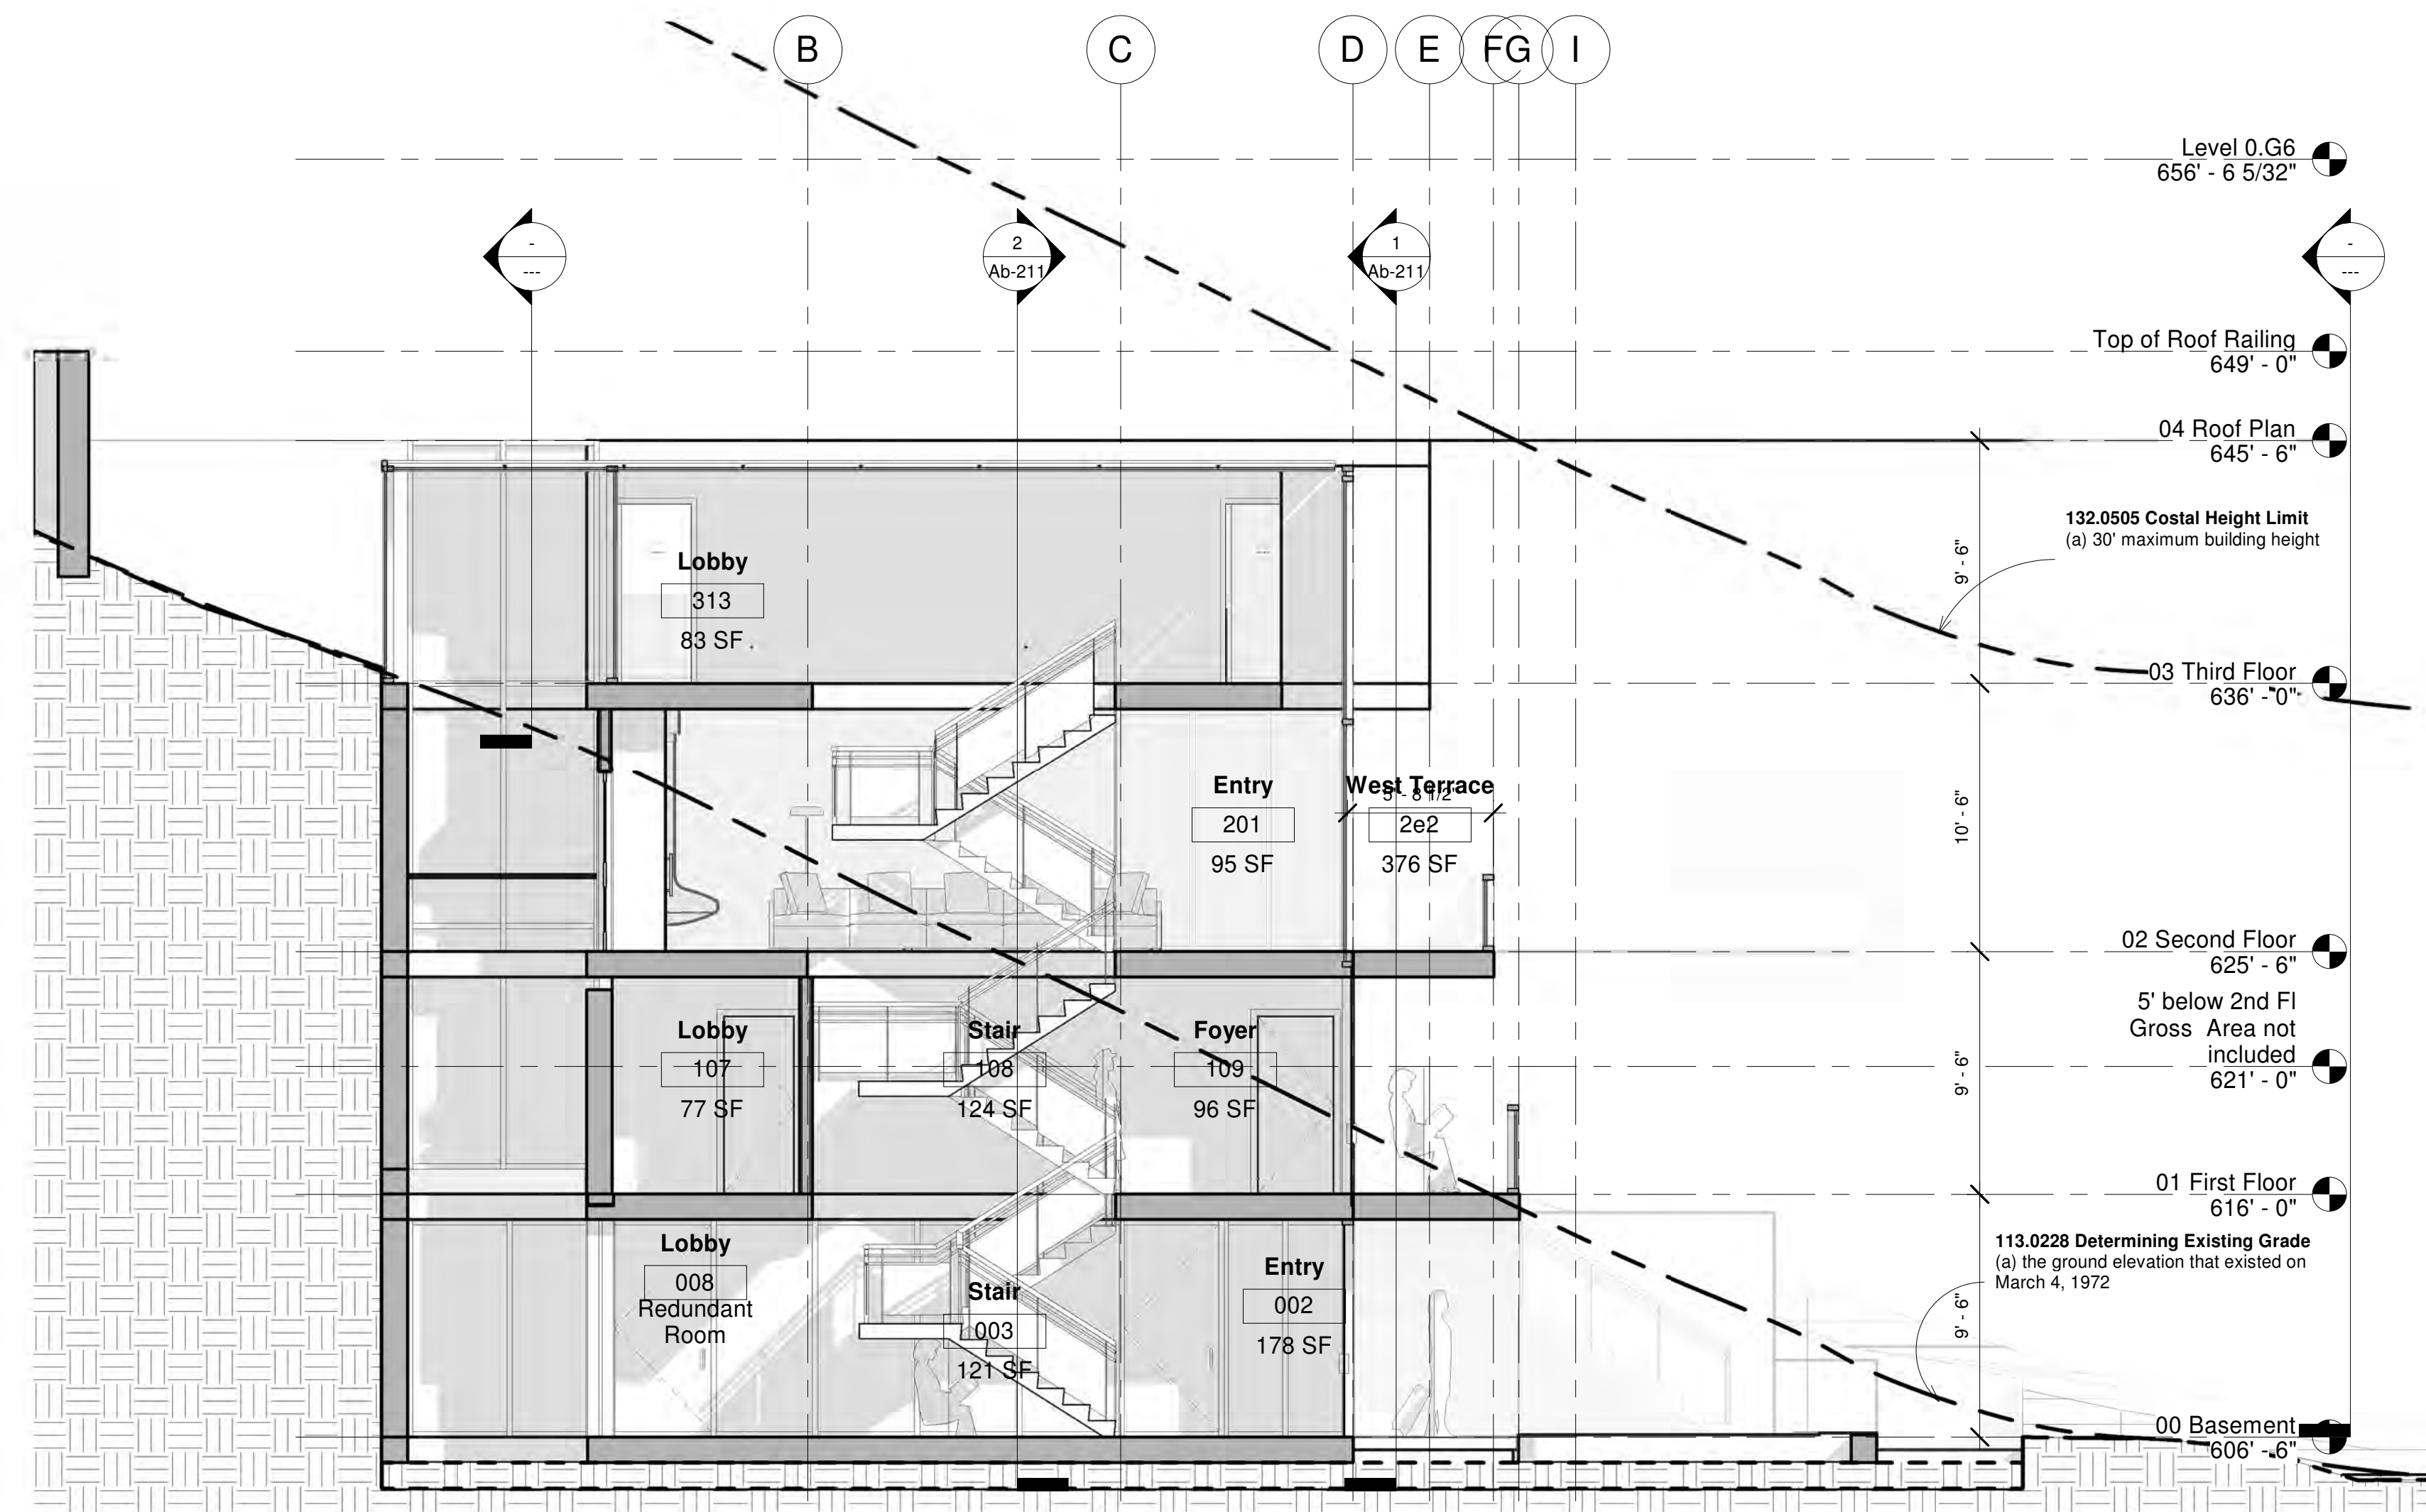 B
C
D
E
F
G
I
Level 0.G6
656' - 6 5/32"
-
---
2
Ab-211
1
Ab-211
-
---
Top of Roof Railing
649' - 0"
04 Roof Plan
645' - 6"
132.0505 Costal Height Limit
(a) 30' maximum building height
9' - 6"
Lobby
313
83 SF
03 Third Floor
636' - 0"
10' - 6"
Entry
201
95 SF
West Terrace
5' - 8 1/2"
2e2
376 SF
02 Second Floor
625' - 6"
5' below 2nd Fl
Gross Area not
included
621' - 0"
9' - 6"
Lobby
107
77 SF
Stair
108
124 SF
Foyer
109
96 SF
01 First Floor
616' - 0"
113.0228 Determining Existing Grade
(a) the ground elevation that existed on
March 4, 1972
9' - 6"
Lobby
008
Redundant
Room
Stair
003
121 SF
Entry
002
178 SF
00 Basement
606' - 6"